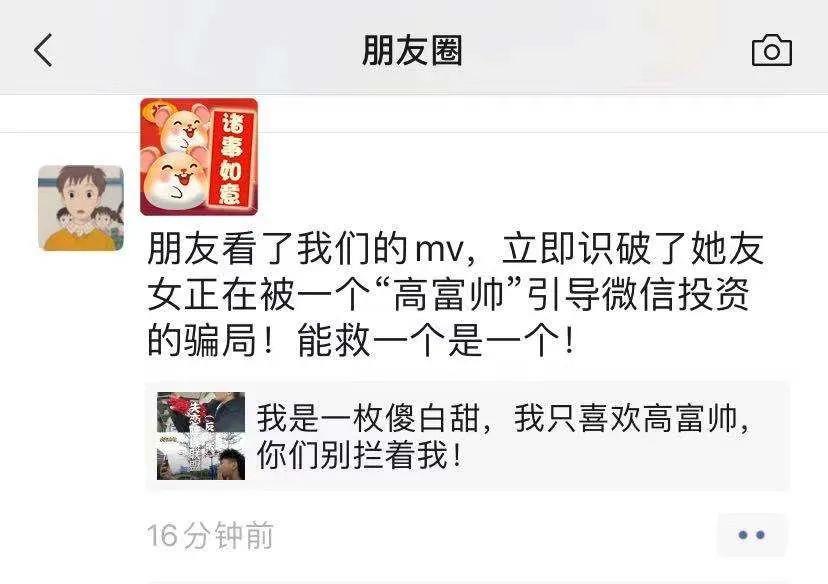 朋友圈
诸事如意
朋友看了我们的mv，立即识破了她友
女正在被一个“高富帅”引导微信投资
的骗局！能救一个是一个！
我是一枚傻白甜，我只喜欢高富帅，
你们别拦着我！
16分钟前